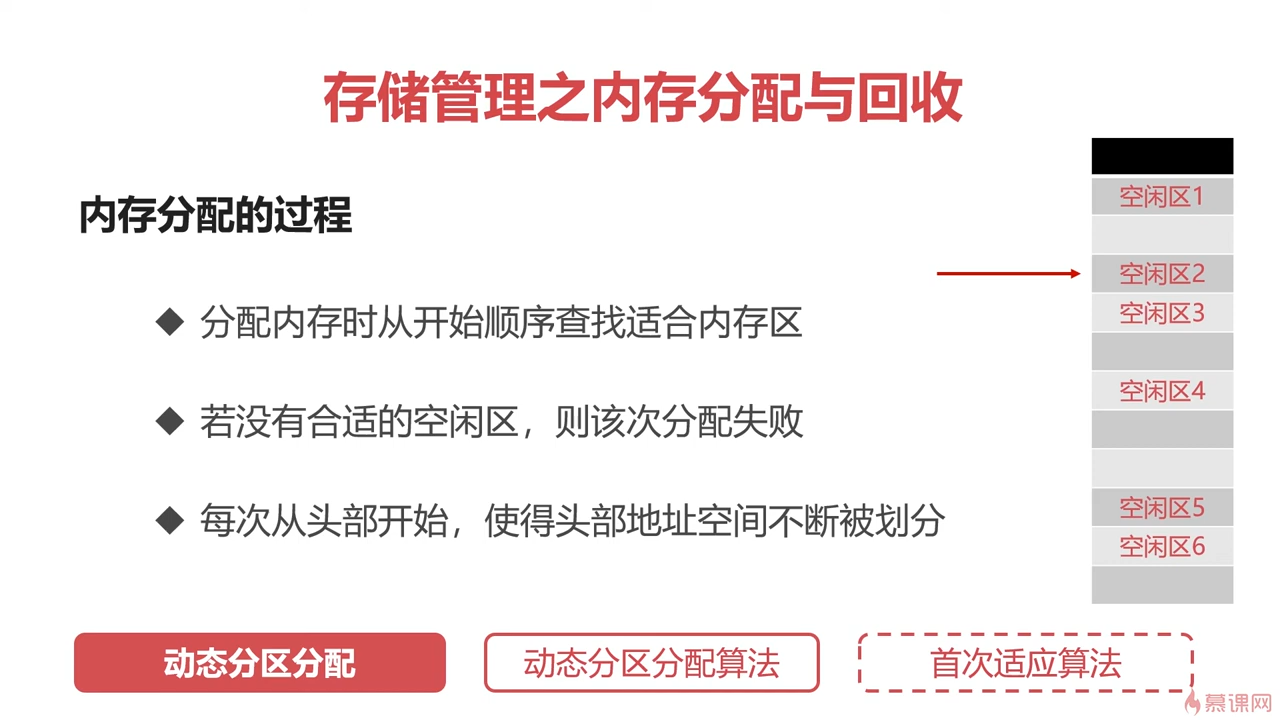 存储管理之内存分配与回收
内存分配的过程
◆ 分配内存时从开始顺序查找适合内存区
◆ 若没有合适的空闲区，则该次分配失败
◆ 每次从头部开始，使得头部地址空间不断被划分
空闲区1
空闲区2
空闲区3
空闲区4
空闲区5
空闲区6
动态分区分配
动态分区分配算法
首次适应算法
慕课网